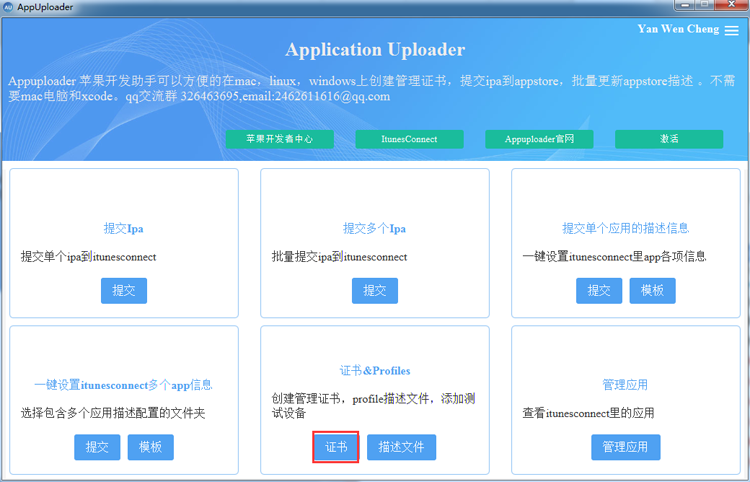 AppUploader
Yan Wen Cheng
Application Uploader
Appuploader 苹果开发助手可以方便的在mac，linux，windows上创建管理证书，提交ipa到appstore，批量更新appstore描述 。不需
要mac电脑和xcode。qq交流群 326463695,email:2462611616@qq.com
苹果开发者中心
ItunesConnect
Appuploader官网
激活
提交Ipa
提交单个ipa到itunesconnect
提交
提交多个Ipa
批量提交ipa到itunesconnect
提交
提交单个应用的描述信息
一键设置itunesconnect里app各项信息
提交
模板
一键设置itunesconnect多个app信息
选择包含多个应用描述配置的文件夹
提交
模板
证书&Profiles
创建管理证书，profile描述文件，添加测
试设备
证书
描述文件
管理应用
查看itunesconnect里的应用
管理应用